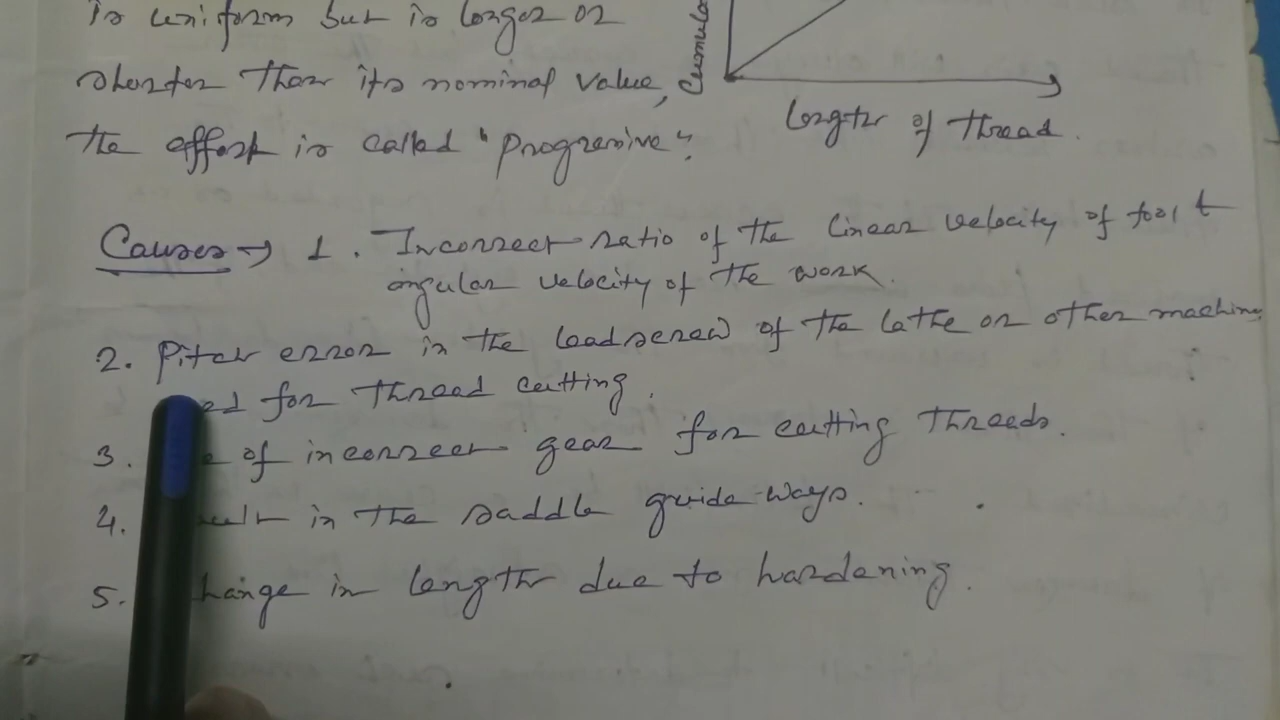 is uniform but is longer or
shorter than its nominal value,
the effect is called "Progressive".
Cumula
length of thread.
Causes → 1. Incorrect ratio of the linear velocity of tool &
angular velocity of the work.
2. Pitch error in the leadscrew of the lathe or other machine
ed for thread cutting.
3. e of incorrect gear for cutting threads.
4. in the saddle guide ways.
5. hange in length due to hardening.